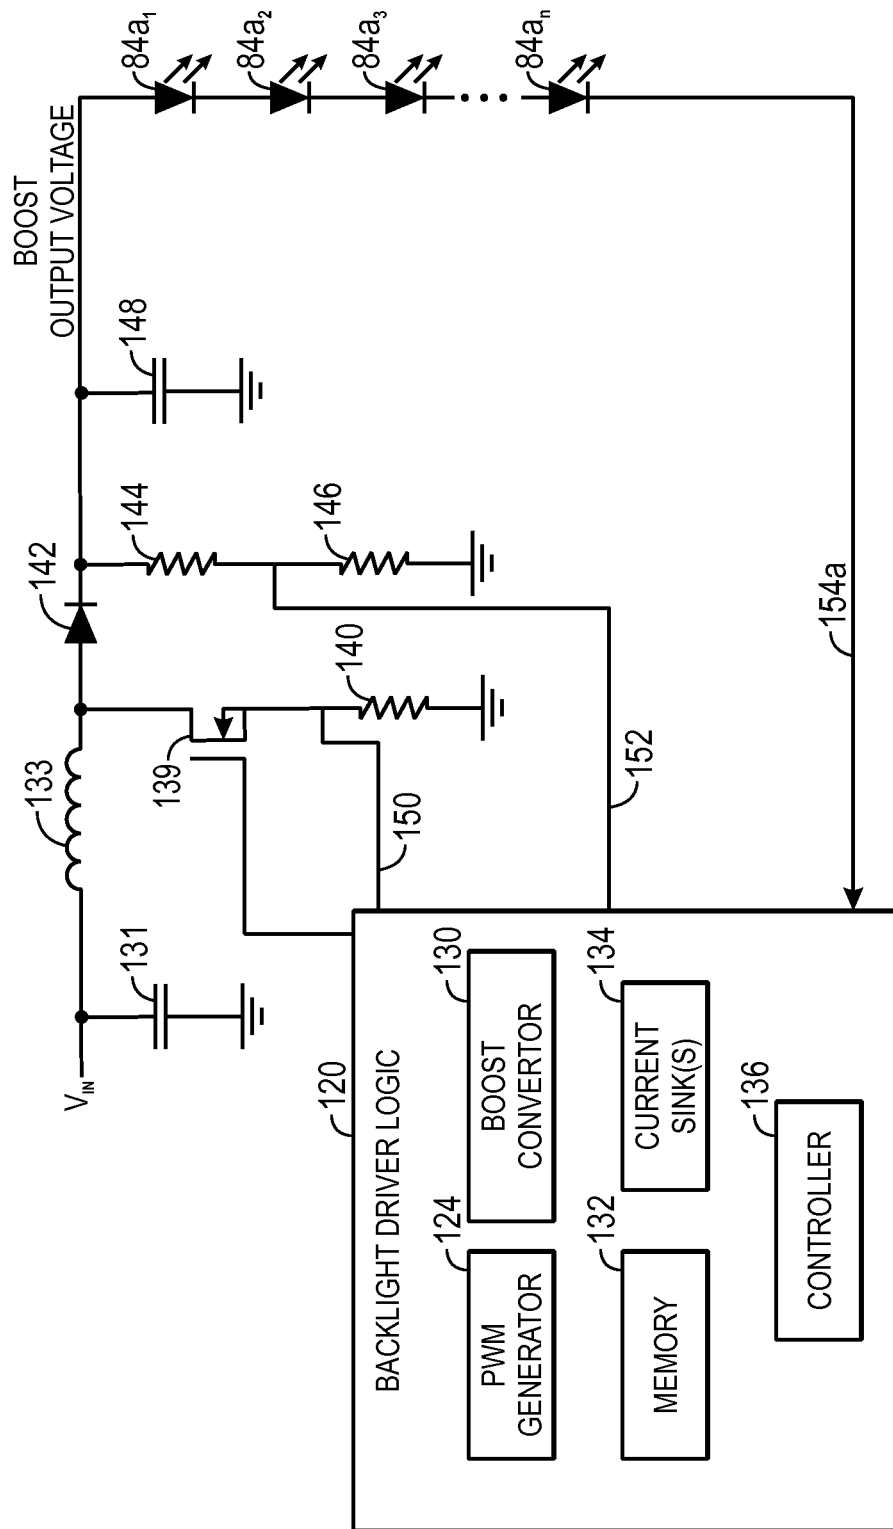 BOOST
OUTPUT VOLTAGE
84a₁
84a₂
84a₃
84aₙ
148
142
144
146
133
139
140
131
VIN
150
152
154a
120
BACKLIGHT DRIVER LOGIC
124
PWM
GENERATOR
130
BOOST
CONVERTOR
132
MEMORY
134
CURRENT
SINK(S)
136
CONTROLLER